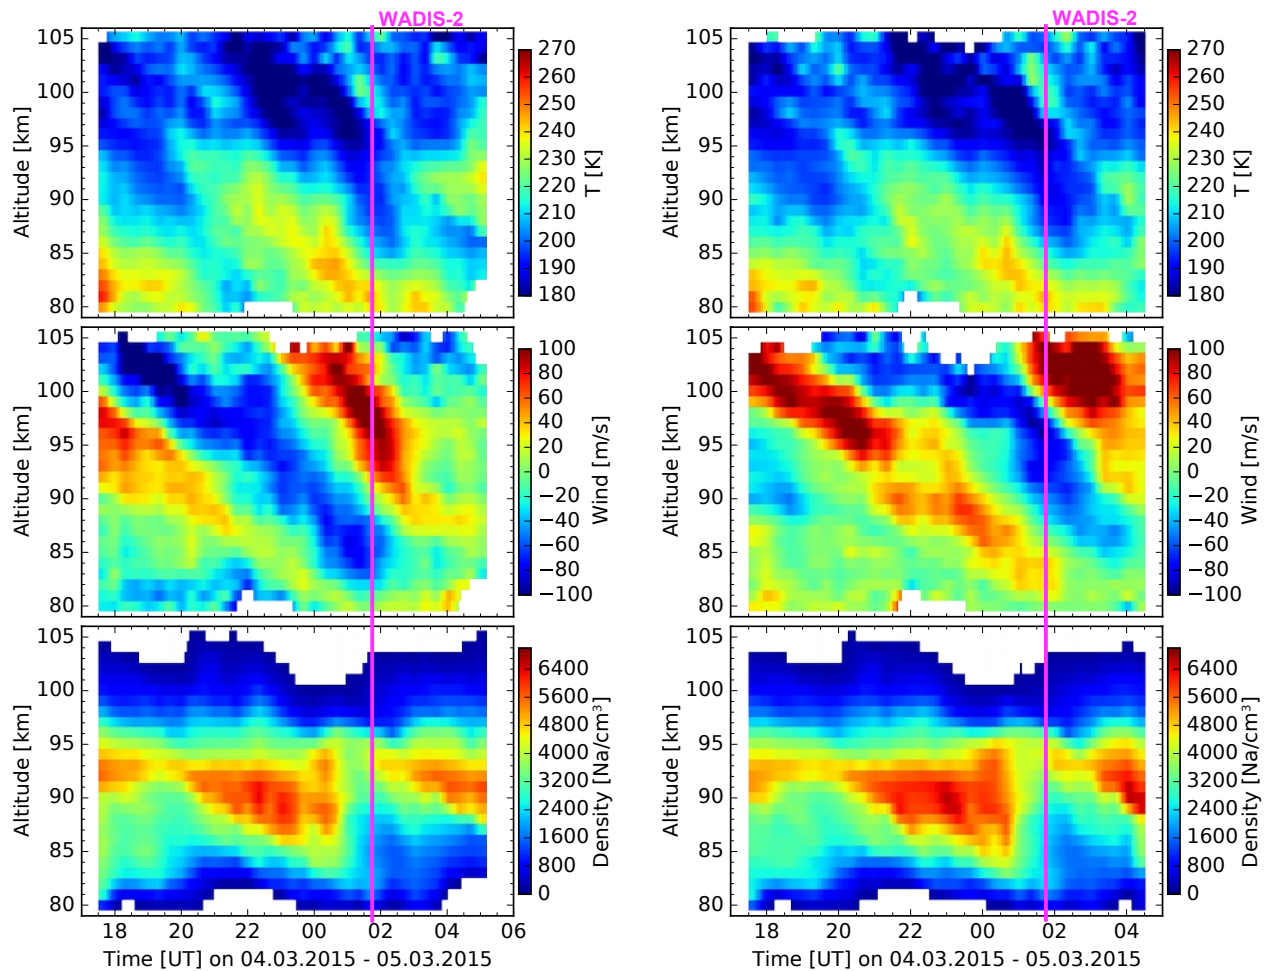 WADIS-2 WADIS-2
105 100 95 90 85 80
Altitude [km]
270 260 250 240 230 220 210 200 190 180
T [K]
105 100 95 90 85 80
Altitude [km]
270 260 250 240 230 220 210 200 190 180
T [K]
105 100 95 90 85 80
Altitude [km]
100 80 60 40 20 0 −20 −40 −60 −80 −100
Wind [m/s]
105 100 95 90 85 80
Altitude [km]
100 80 60 40 20 0 −20 −40 −60 −80 −100
Wind [m/s]
105 100 95 90 85 80
Altitude [km]
6400 5600 4800 4000 3200 2400 1600 800 0
Density [Na/cm³]
105 100 95 90 85 80
Altitude [km]
6400 5600 4800 4000 3200 2400 1600 800 0
Density [Na/cm³]
18 20 22 00 02 04 06
Time [UT] on 04.03.2015 - 05.03.2015
18 20 22 00 02 04
Time [UT] on 04.03.2015 - 05.03.2015